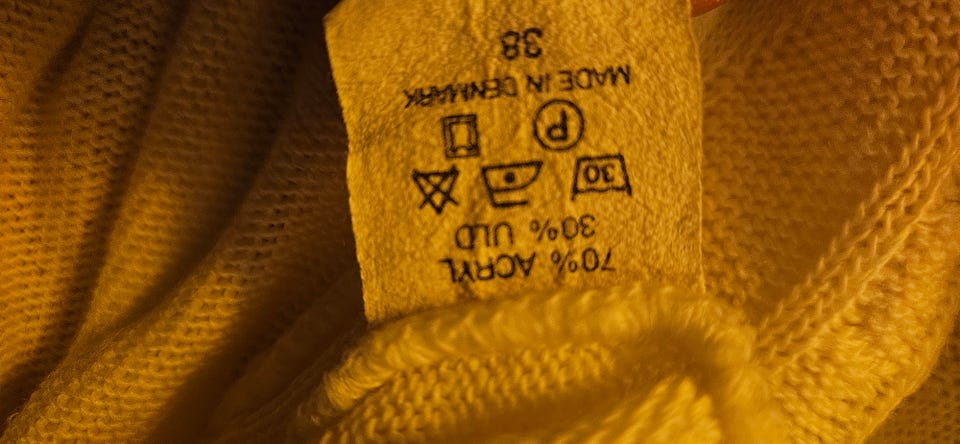 70% ACRYL
30% ULD
30
P
MADE IN DENMARK
38